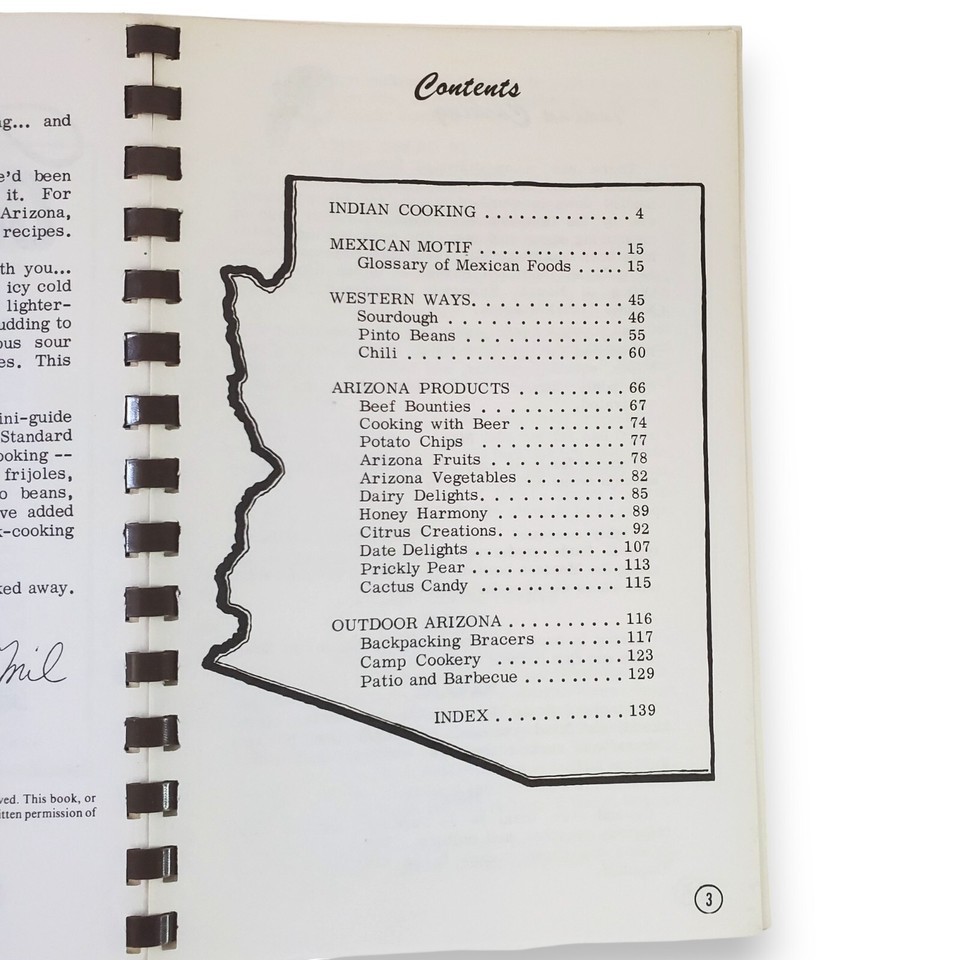 g... and
e'd been
it. For
Arizona,
recipes.
th you...
icy cold
lighter-
udding to
ous sour
es. This
ini-guide
Standard
ooking --
frijoles,
o beans,
ve added
k-cooking
ked away.
ved. This book, or
itten permission of
Contents
INDIAN COOKING ............. 4
MEXICAN MOTIF ............. 15
Glossary of Mexican Foods ..... 15
WESTERN WAYS. ............. 45
Sourdough ............... 46
Pinto Beans ............. 55
Chili .................. 60
ARIZONA PRODUCTS ......... 66
Beef Bounties ............ 67
Cooking with Beer ......... 74
Potato Chips ............ 77
Arizona Fruits ........... 78
Arizona Vegetables ........ 82
Dairy Delights. ........... 85
Honey Harmony .......... 89
Citrus Creations. .......... 92
Date Delights ............ 107
Prickly Pear ............ 113
Cactus Candy ........... 115
OUTDOOR ARIZONA .......... 116
Backpacking Bracers ....... 117
Camp Cookery .......... 123
Patio and Barbecue ......... 129
INDEX ............ 139
3